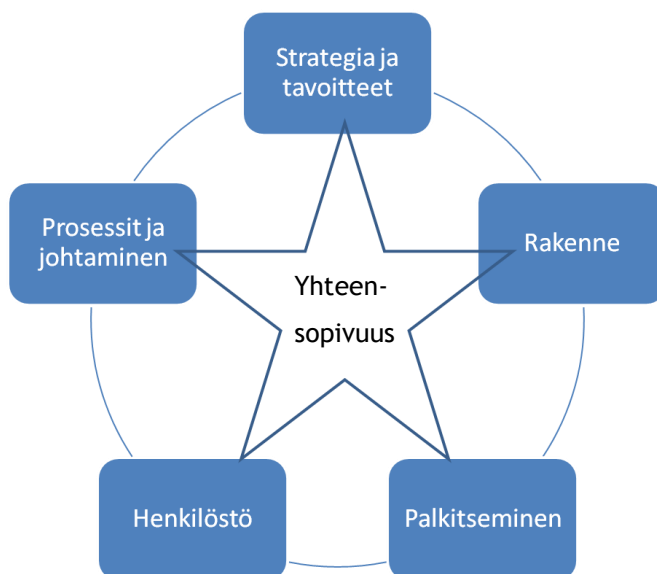 Strategia ja
tavoitteet
Prosessit ja
johtaminen
Rakenne
Yhteen-
sopivuus
Henkilöstö
Palkitseminen